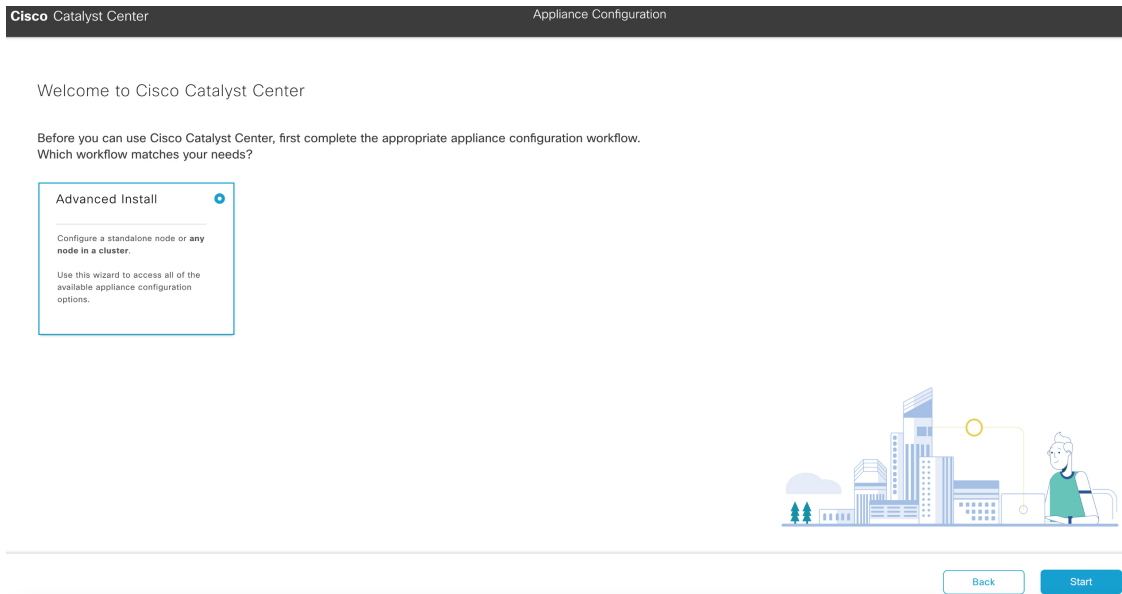 Cisco Catalyst Center
Appliance Configuration
Welcome to Cisco Catalyst Center
Before you can use Cisco Catalyst Center, first complete the appropriate appliance configuration workflow.
Which workflow matches your needs?
Advanced Install
Configure a standalone node or any
node in a cluster.
Use this wizard to access all of the
available appliance configuration
options.
Back
Start